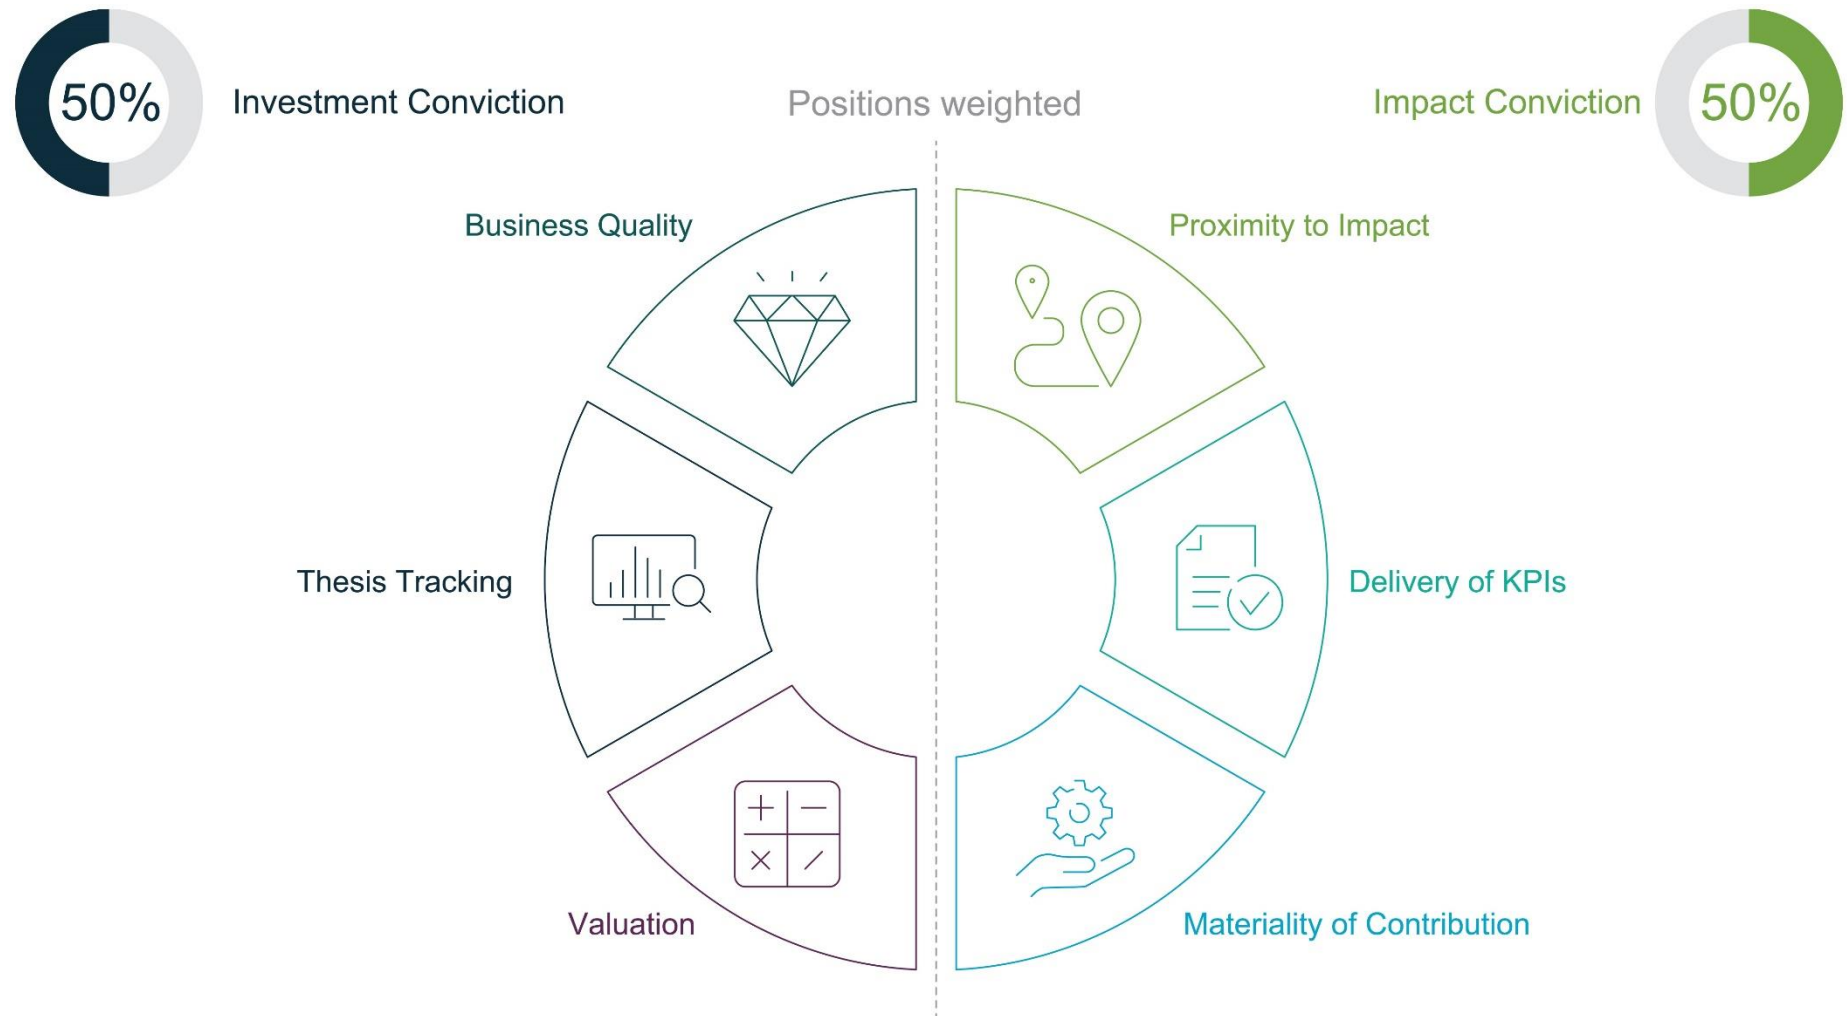 50%
Investment Conviction
Positions weighted
Impact Conviction
50%
Business Quality
Proximity to Impact
Thesis Tracking
Delivery of KPIs
Valuation
Materiality of Contribution